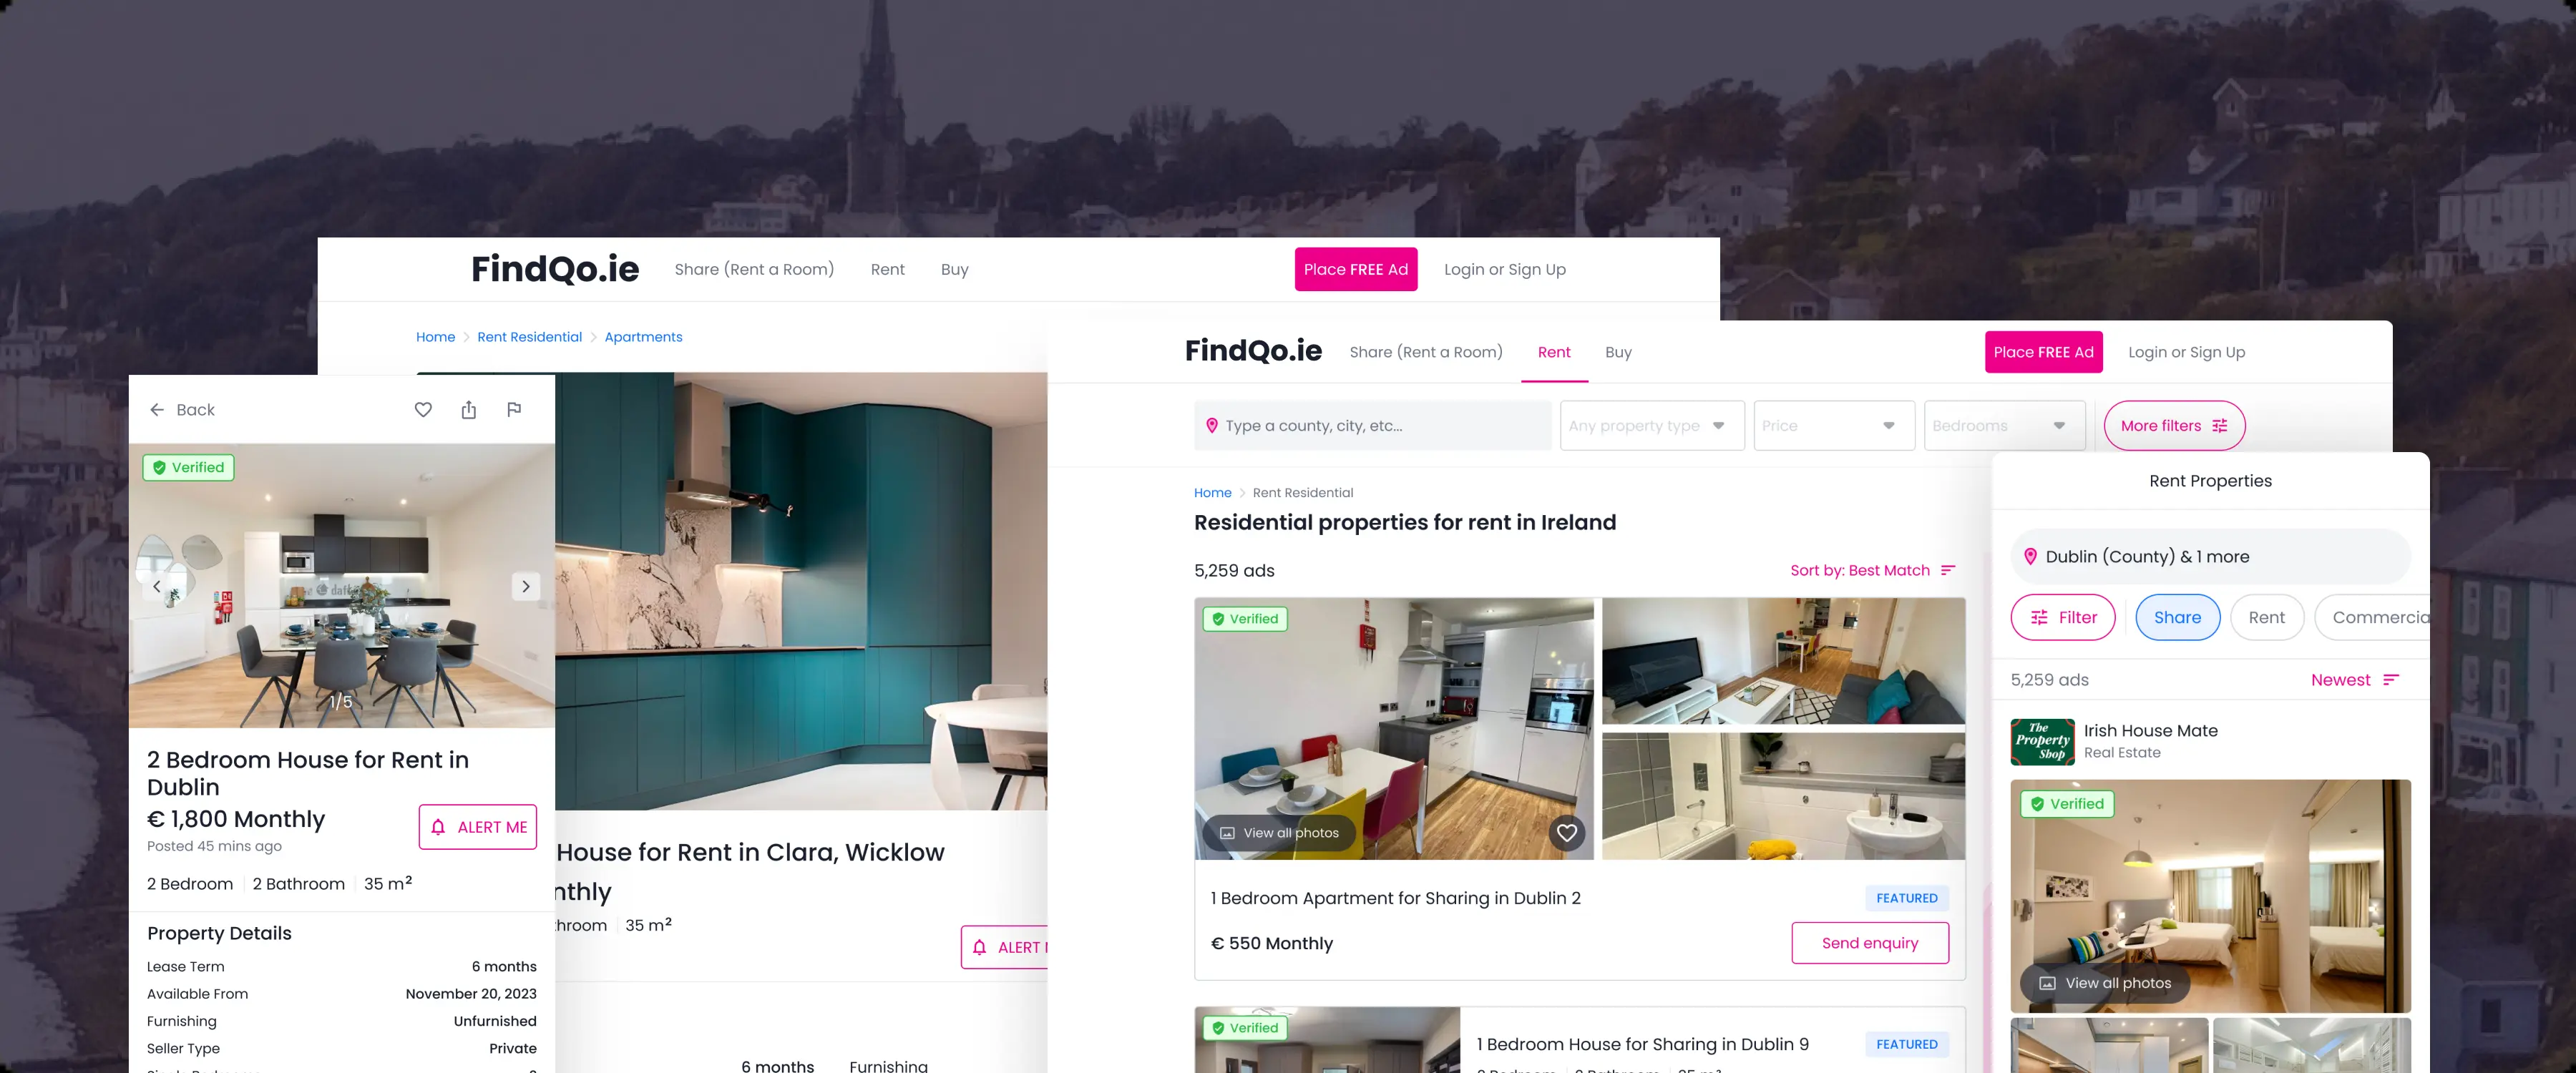 FindQo.ie
Share (Rent a Room)
Rent
Buy
Place FREE Ad
Login or Sign Up
Home
Rent Residential
Apartments
House for Rent in Clara, Wicklow
35 m²
ALERT
6 months
Furnishing
Back
Verified
1/5
2 Bedroom House for Rent in
Dublin
€ 1,800 Monthly
ALERT ME
Posted 45 mins ago
2 Bedroom
2 Bathroom
35 m²
Property Details
Lease Term
6 months
Available From
November 20, 2023
Furnishing
Unfurnished
Seller Type
Private
FindQo.ie
Share (Rent a Room)
Rent
Buy
Place FREE Ad
Login or Sign Up
Type a county, city, etc...
Any property type
Price
Bedrooms
More filters
Home
Rent Residential
Residential properties for rent in Ireland
5,259 ads
Sort by: Best Match
Verified
View all photos
1 Bedroom Apartment for Sharing in Dublin 2
FEATURED
€ 550 Monthly
Send enquiry
Verified
1 Bedroom House for Sharing in Dublin 9
FEATURED
Rent Properties
Dublin (County) & 1 more
Filter
Share
Rent
Commercia
5,259 ads
Newest
The
Property
Shop
Irish House Mate
Real Estate
Verified
View all photos